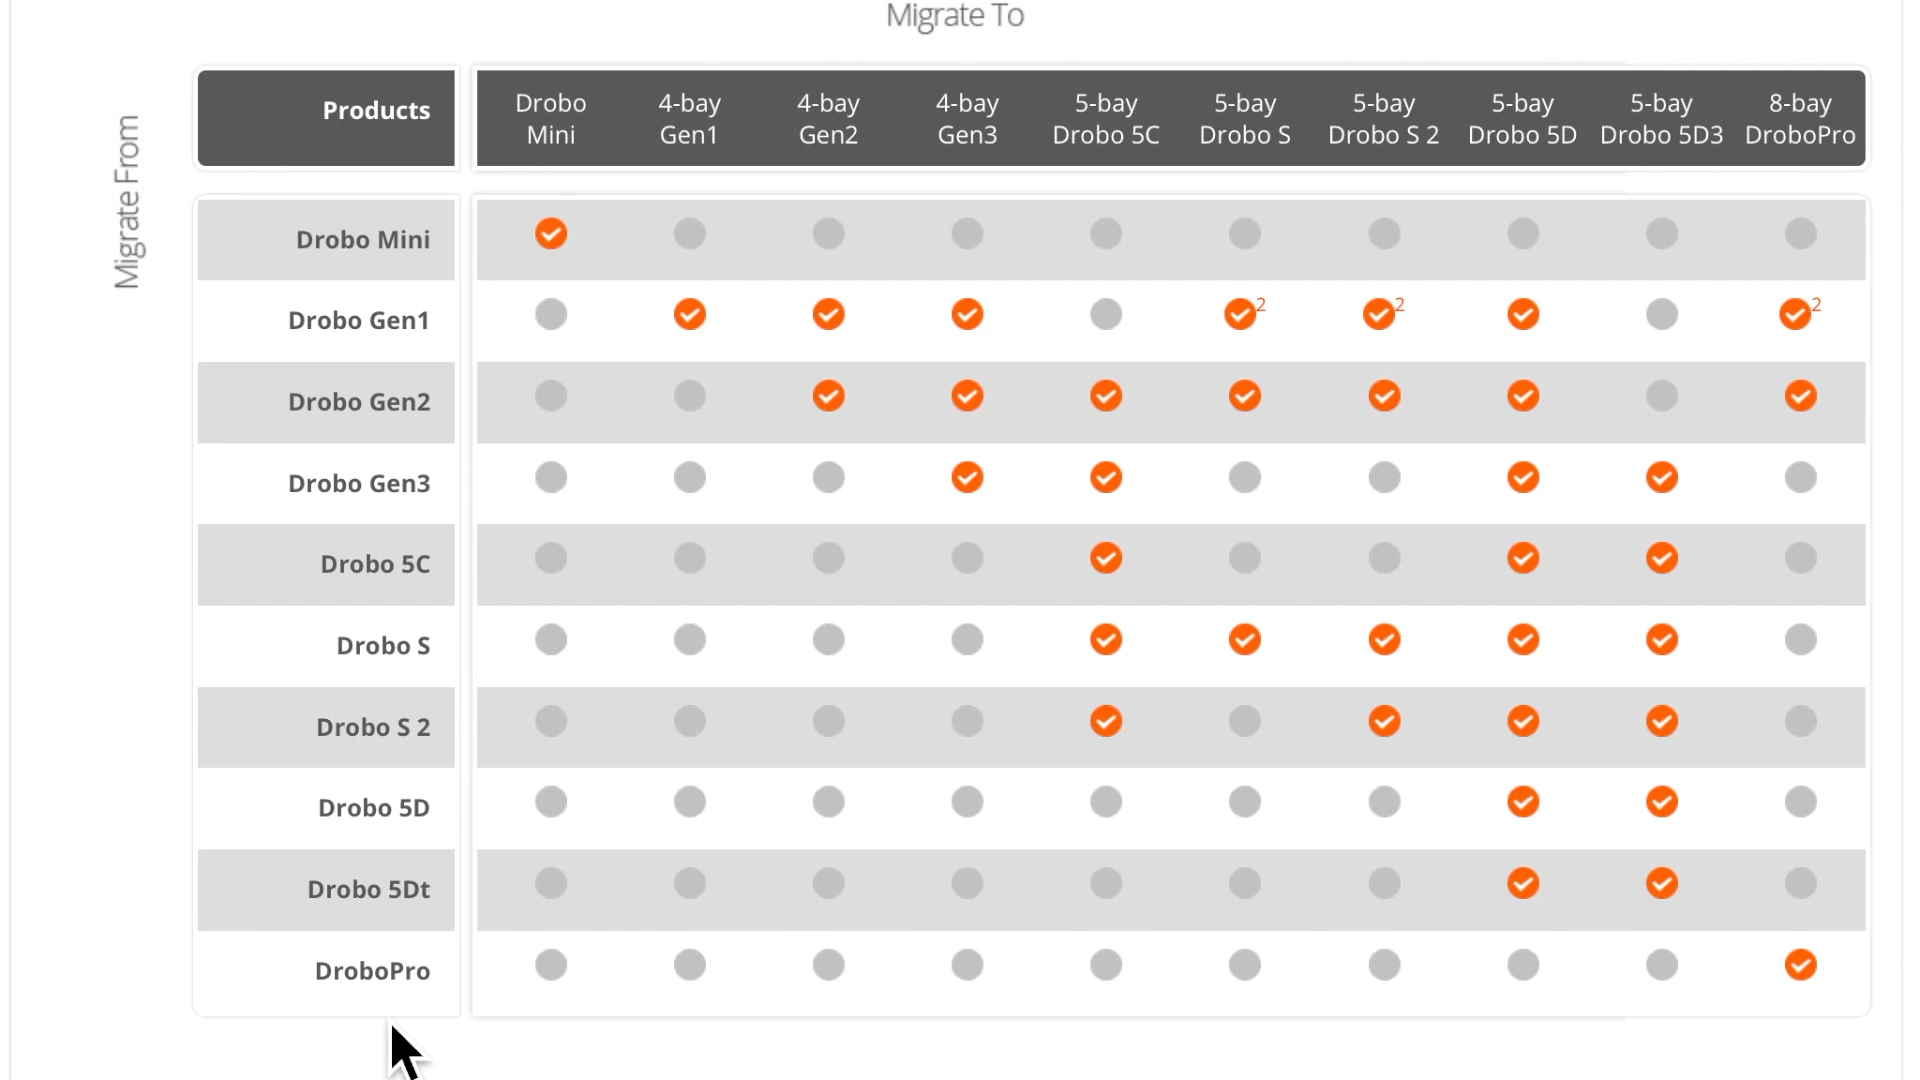 Migrate To
Migrate From
Products
Drobo Mini
4-bay Gen1
4-bay Gen2
4-bay Gen3
5-bay Drobo 5C
5-bay Drobo S
5-bay Drobo S 2
5-bay Drobo 5D
5-bay Drobo 5D3
8-bay DroboPro
Drobo Mini
Drobo Gen1
2
2
2
Drobo Gen2
Drobo Gen3
Drobo 5C
Drobo S
Drobo S 2
Drobo 5D
Drobo 5Dt
DroboPro